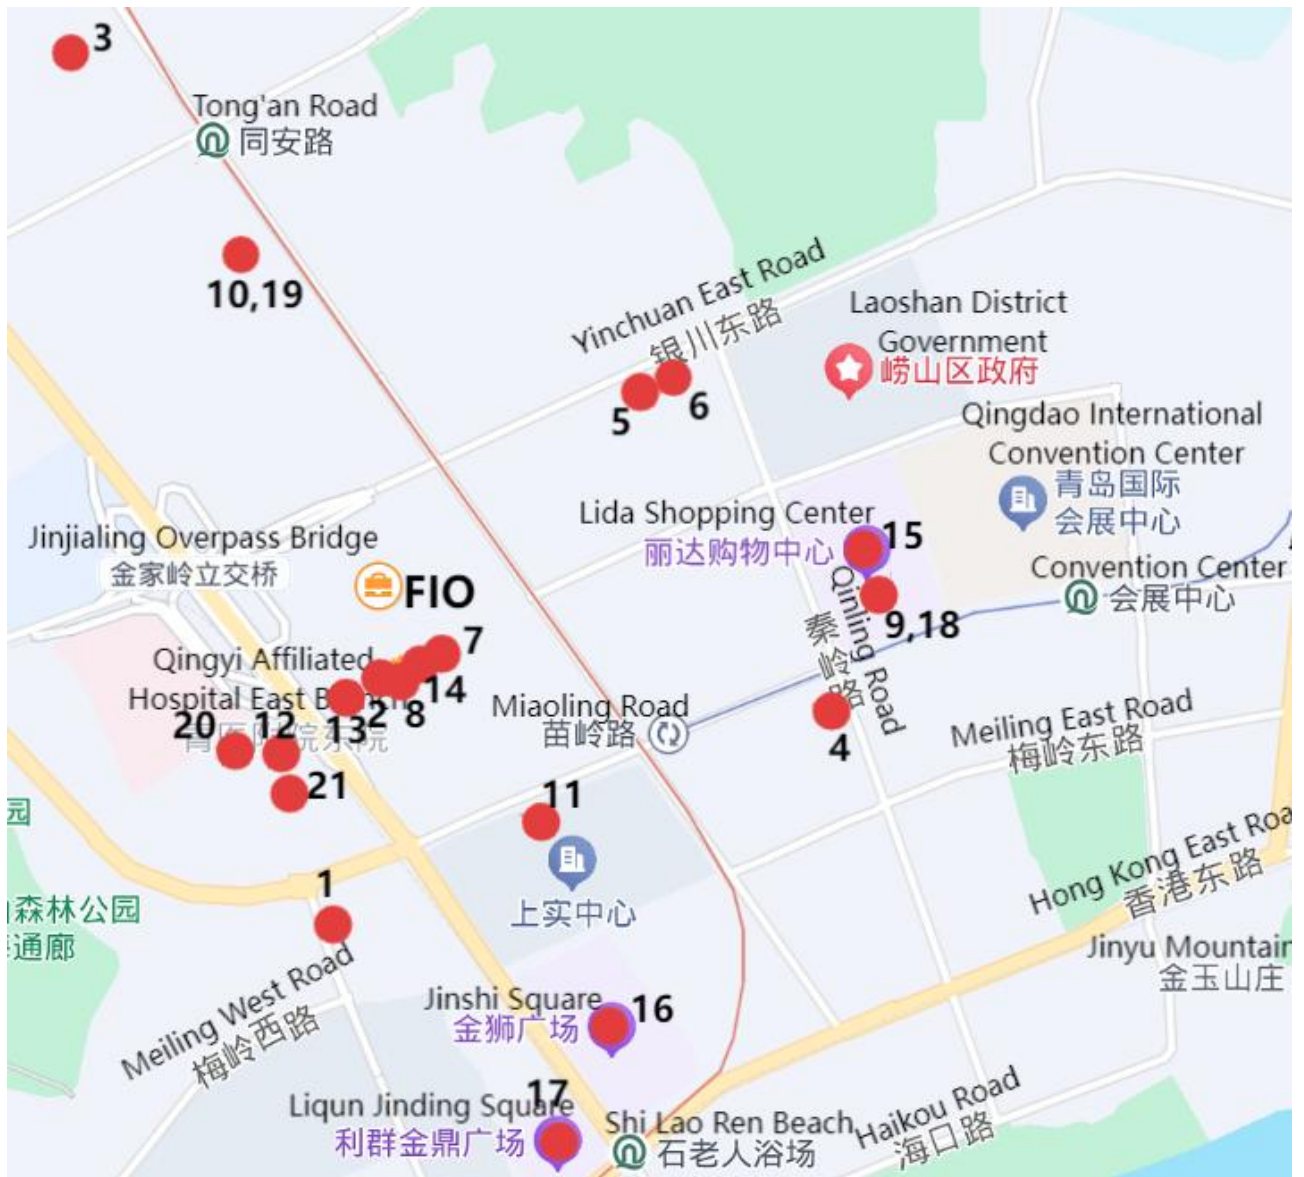 3
Tong'an Road
同安路
10,19
Yinchuan East Road
银川东路
Laoshan District
Government
崂山区政府
5
6
Qingdao International
Convention Center
青岛国际
会展中心
Lida Shopping Center
丽达购物中心
15
Jinjialing Overpass Bridge
金家岭立交桥
FIO
Convention Center
会展中心
9,18
Qinling Road
秦岭路
7
Qingyi Affiliated
Hospital East
14
20
12
13
2
8
21
Miaoling Road
苗岭路
4
Meiling East Road
梅岭东路
11
上实中心
园
森林公园
通廊
1
Hong Kong East Roa
香港东路
Jinyu Mountain
金玉山庄
Meiling West Road
梅岭西路
Jinshi Square
金狮广场
16
17
Liqun Jinding Square
利群金鼎广场
Shi Lao Ren Beach
石老人浴场
Haikou Road
海口路